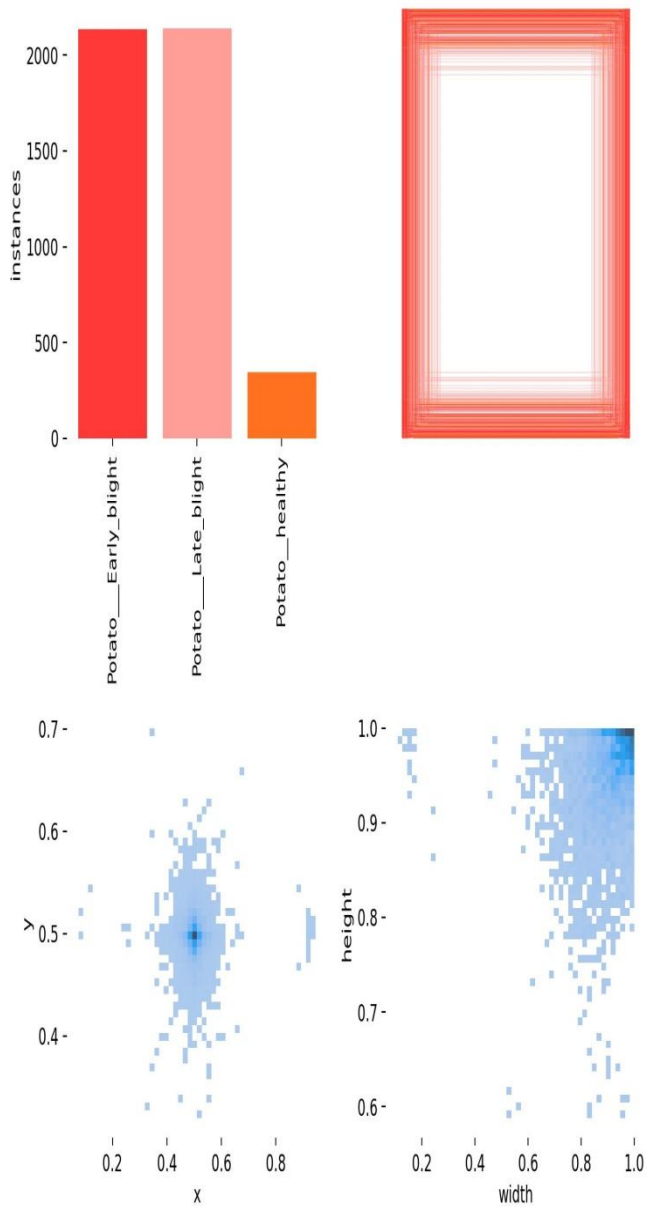 2000
1500
1000
500
0
instances
Potato___Early_blight
Potato___Late_blight
Potato__healthy
0.7
0.6
0.5
0.4
y
0.2 0.4 0.6 0.8
x
1.0
0.9
0.8
0.7
0.6
height
0.2 0.4 0.6 0.8 1.0
width